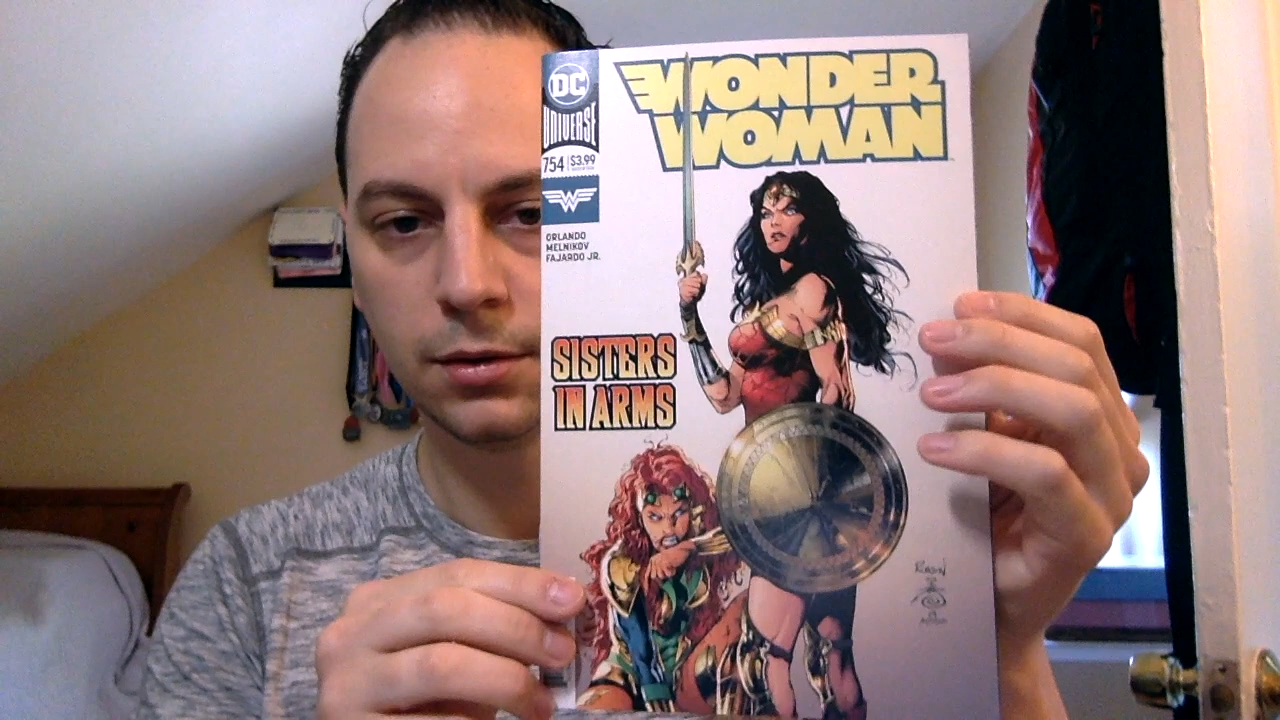 DC
UNIVERSE
754 $3.99
ORLANDO
MELNIKOV
FAJARDO JR.
WONDER
WOMAN
SISTERS
IN ARMS